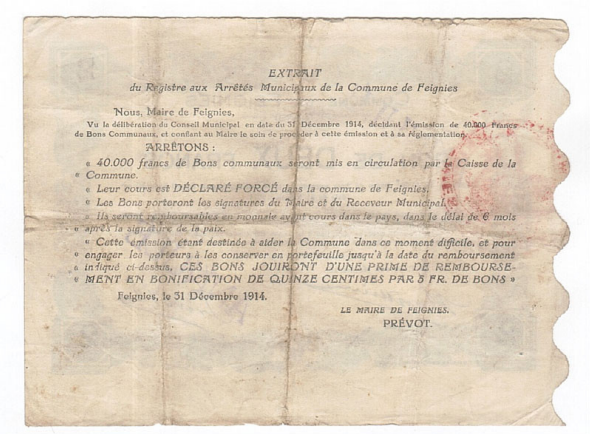 EXTRAIT
du Registre aux Arrêtés Municipaux de la Commune de Feignies
Nous, Maire de Feignies,
Vu la délibération du Conseil Municipal en date du 31 Décembre 1914, décidant l'émission de 40.000 francs
de Bons Communaux, et confiant au Maire le soin de procéder à cette émission et à sa réglementation
ARRÊTONS :
« 40.000 francs de Bons communaux seront mis en circulation par la Caisse de la
« Commune.
« Leur cours est DÉCLARÉ FORCÉ dans la commune de Feignies.
« Les Bons porteront les signatures du Maire et du Receveur Municipal.
« Ils seront remboursables en monnaie ayant cours dans le pays, dans le délai de 6 mois
« après la signature de la paix.
« Cette émission étant destinée à aider la Commune dans ce moment difficile, et pour
« engager les porteurs à les conserver en portefeuille jusqu'à la date du remboursement
« indiqué ci-dessus, CES BONS JOUIRONT D'UNE PRIME DE REMBOURSE-
« MENT EN BONIFICATION DE QUINZE CENTIMES PAR 5 FR. DE BONS »
Feignies, le 31 Décembre 1914.
LE MAIRE DE FEIGNIES.
PRÉVOT.